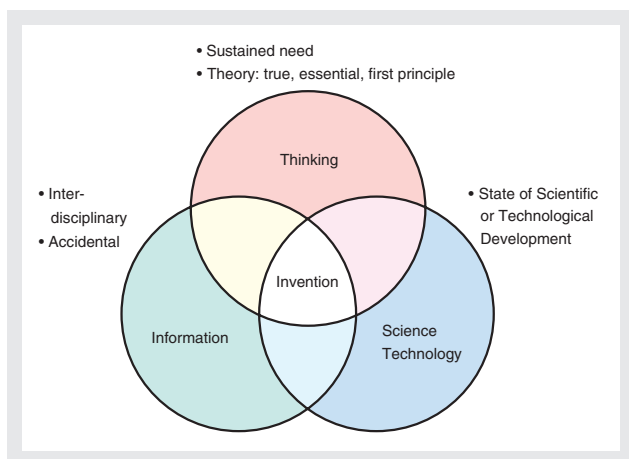 • Sustained need
• Theory: true, essential, first principle
Thinking
• Inter-
disciplinary
• Accidental
• State of Scientific
or Technological
Development
Invention
Information
Science
Technology